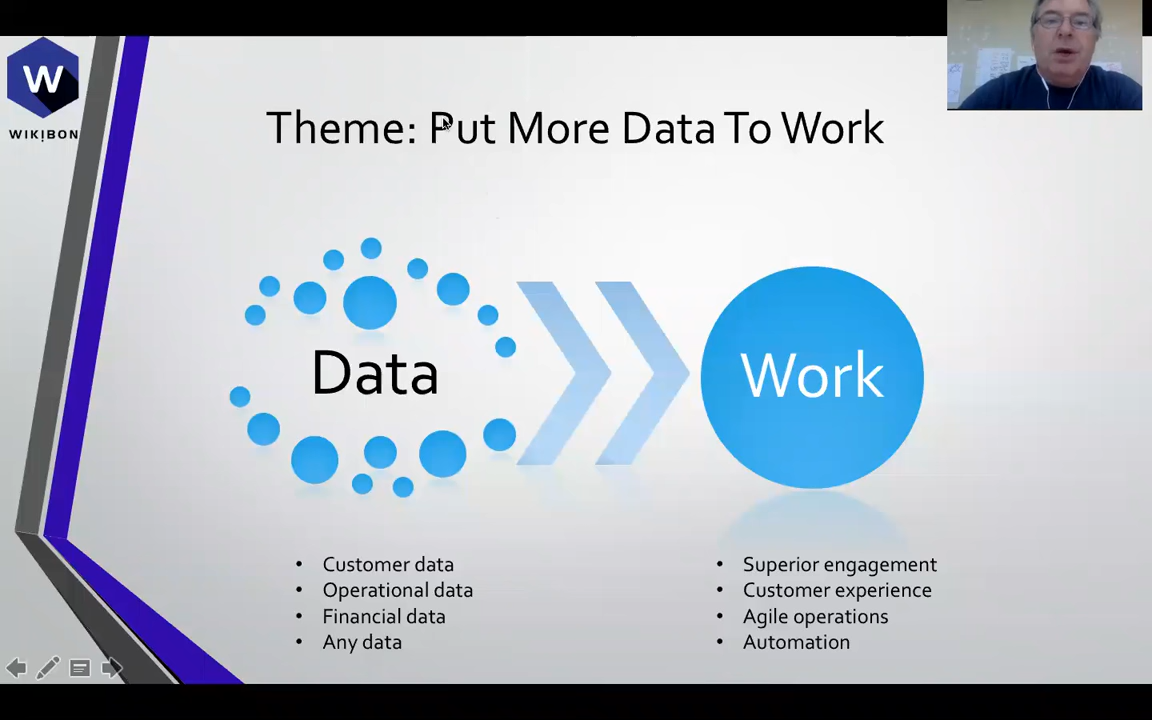 W
WIKIBON
Theme: Put More Data To Work
Data
Work
• Customer data
• Operational data
• Financial data
• Any data
• Superior engagement
• Customer experience
• Agile operations
• Automation